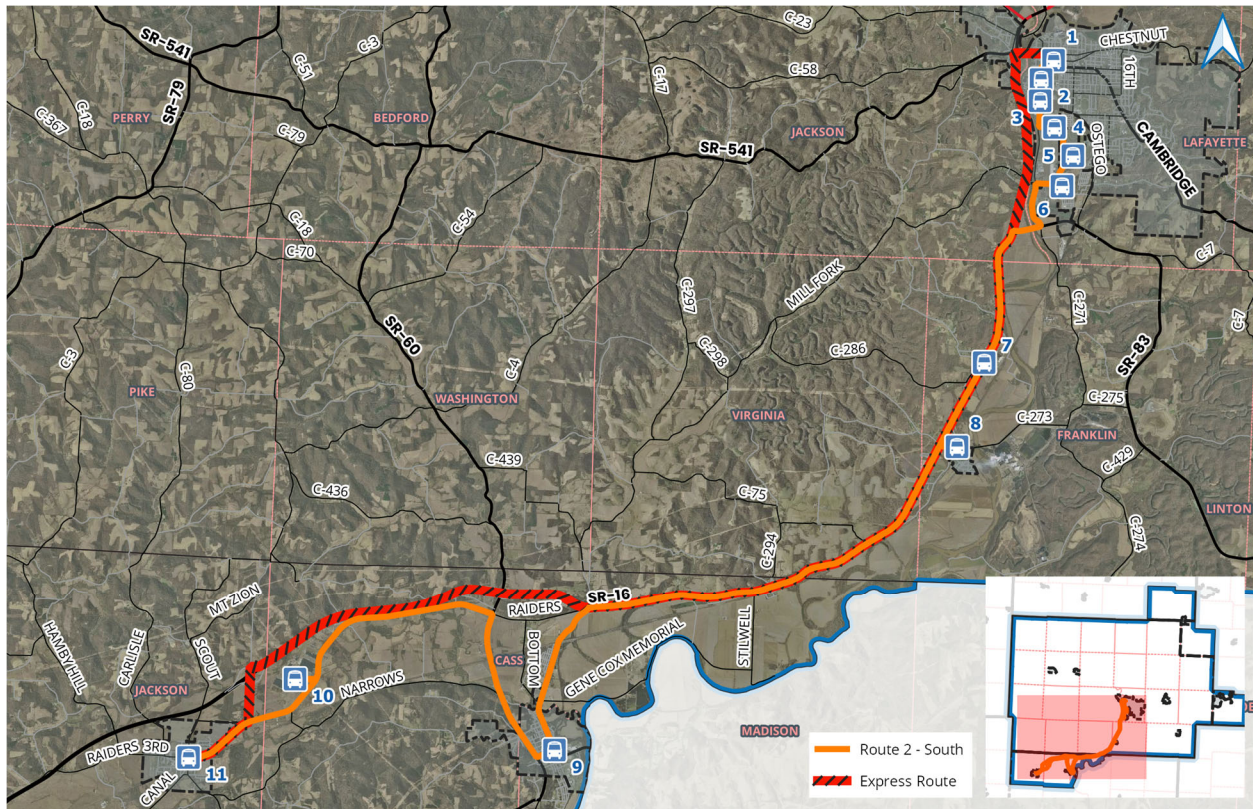 C-23
SR-541
C-3
C-51
1
CHESTNUT
16TH
C-58
C-17
SR-79
C-18
C-367
PERRY
C-79
BEDFORD
SR-541
JACKSON
2
3
4
5
OSTEGO
CAMBRIDGE
LAFAYETTE
6
C-18
C-54
C-70
C-7
C-7
MILL FORK
C-297
C-298
C-271
C-286
7
SR-83
SR-60
C-4
C-3
C-80
PIKE
WASHINGTON
VIRGINIA
C-275
C-273
8
FRANKLIN
C-429
C-439
C-436
C-75
C-294
LINTON
C-274
MT ZION
RAIDERS
SR-16
HAMBY HILL
CARLISLE
SCOUT
BOTTOM
GENE COX MEMORIAL
STILWELL
CASS
JACKSON
10
NARROWS
MADISON
RAIDERS 3RD
11
CANAL
9
Route 2 - South
Express Route